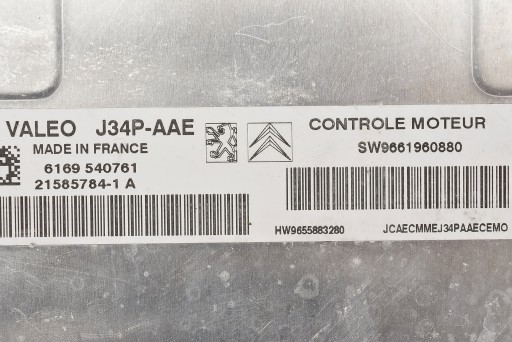 VALEO J34P-AAE
MADE IN FRANCE
6169 540761
21585784-1 A
CONTROLE MOTEUR
SW9661960880
HW9655883280
JCAECMMEJ34PAAECEMO